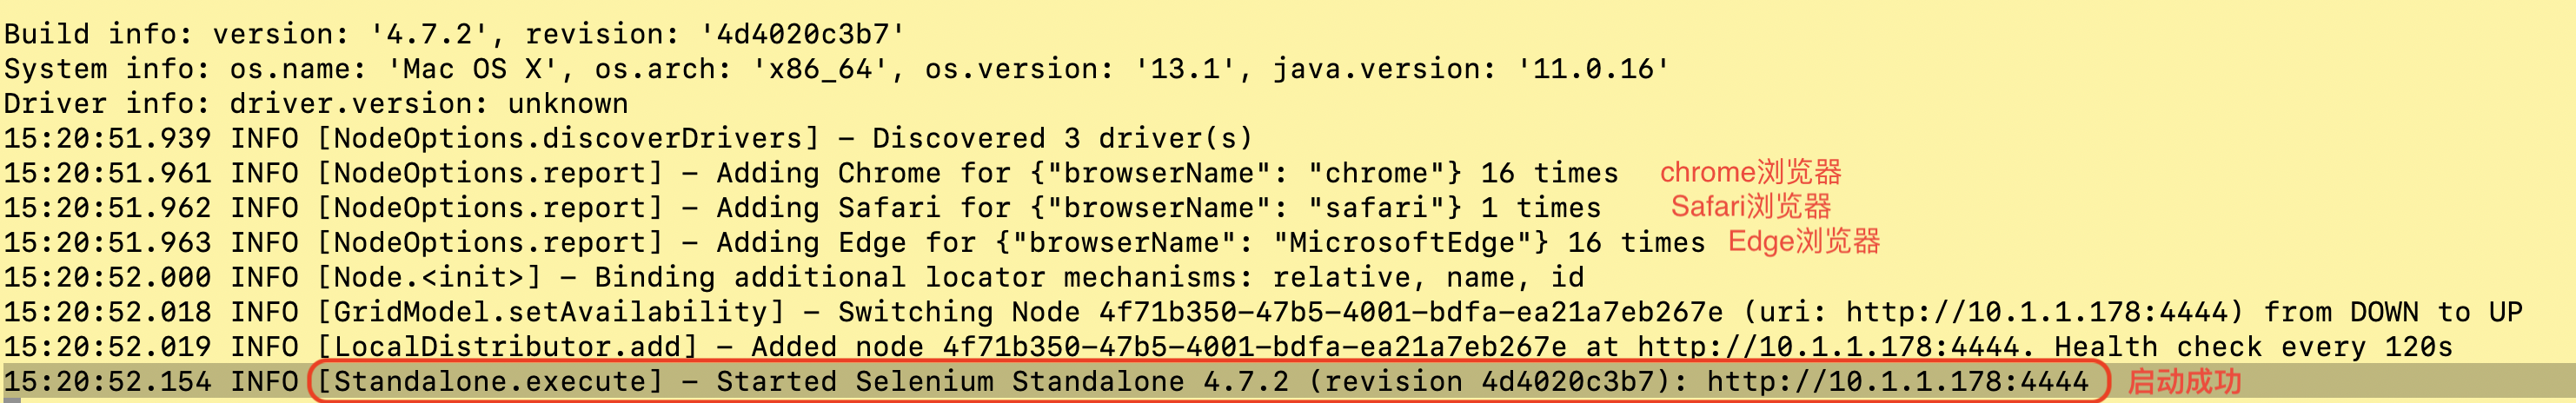 Build info: version: '4.7.2', revision: '4d4020c3b7'
System info: os.name: 'Mac OS X', os.arch: 'x86_64', os.version: '13.1', java.version: '11.0.16'
Driver info: driver.version: unknown
15:20:51.939 INFO [NodeOptions.discoverDrivers] – Discovered 3 driver(s)
15:20:51.961 INFO [NodeOptions.report] – Adding Chrome for {"browserName": "chrome"} 16 times chrome浏览器
15:20:51.962 INFO [NodeOptions.report] – Adding Safari for {"browserName": "safari"} 1 times Safari浏览器
15:20:51.963 INFO [NodeOptions.report] – Adding Edge for {"browserName": "MicrosoftEdge"} 16 times Edge浏览器
15:20:52.000 INFO [Node.<init>] – Binding additional locator mechanisms: relative, name, id
15:20:52.018 INFO [GridModel.setAvailability] – Switching Node 4f71b350–47b5–4001–bdfa–ea21a7eb267e (uri: http://10.1.1.178:4444) from DOWN to UP
15:20:52.019 INFO [LocalDistributor.add] – Added node 4f71b350–47b5–4001–bdfa–ea21a7eb267e at http://10.1.1.178:4444. Health check every 120s
15:20:52.154 INFO [Standalone.execute] – Started Selenium Standalone 4.7.2 (revision 4d4020c3b7): http://10.1.1.178:4444 启动成功